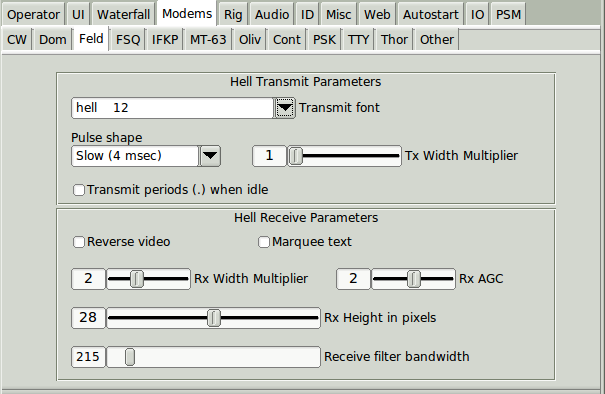 Operator UI Waterfall Modems Rig Audio ID Misc Web Autostart IO PSM
CW Dom Feld FSQ IFKP MT-63 Oliv Cont PSK TTY Thor Other
Hell Transmit Parameters
hell 12 Transmit font
Pulse shape
Slow (4 msec) 1 Tx Width Multiplier
Transmit periods (.) when idle
Hell Receive Parameters
Reverse video Marquee text
2 Rx Width Multiplier 2 Rx AGC
28 Rx Height in pixels
215 Receive filter bandwidth